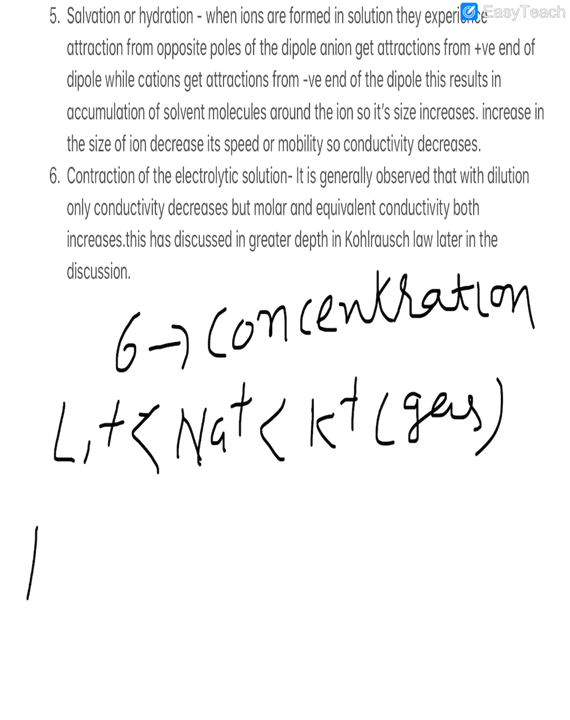 5. Salvation or hydration - when ions are formed in solution they experience
EasyTeach
attraction from opposite poles of the dipole anion get attractions from +ve end of
dipole while cations get attractions from -ve end of the dipole this results in
accumulation of solvent molecules around the ion so it's size increases. increase in
the size of ion decrease its speed or mobility so conductivity decreases.
6. Contraction of the electrolytic solution- It is generally observed that with dilution
only conductivity decreases but molar and equivalent conductivity both
increases.this has discussed in greater depth in Kohlrausch law later in the
discussion.
6→ Concentration
Li+ < Na+ < K+ (gas)